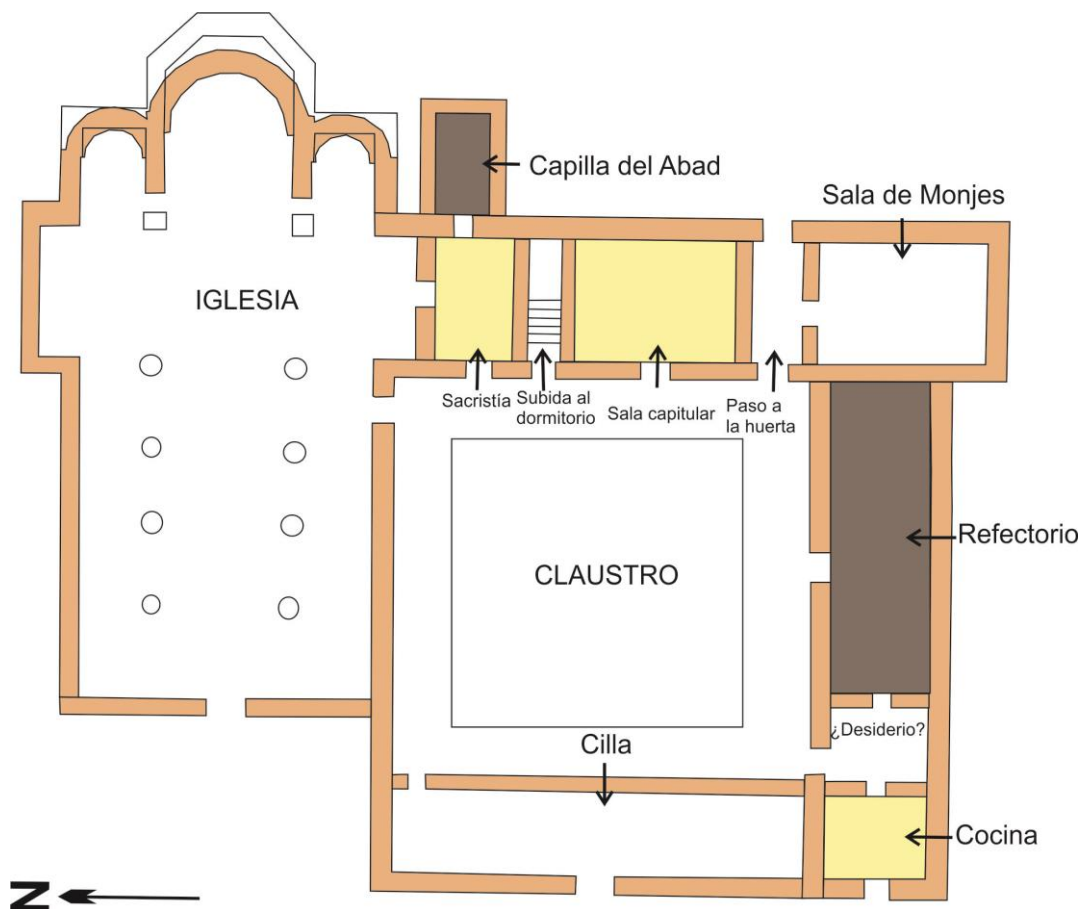 Capilla del Abad
Sala de Monjes
IGLESIA
Sacristía
Subida al
dormitorio
Sala capitular
Paso a
la huerta
Refectorio
CLAUSTRO
¿Desiderio?
Cilla
Cocina
N